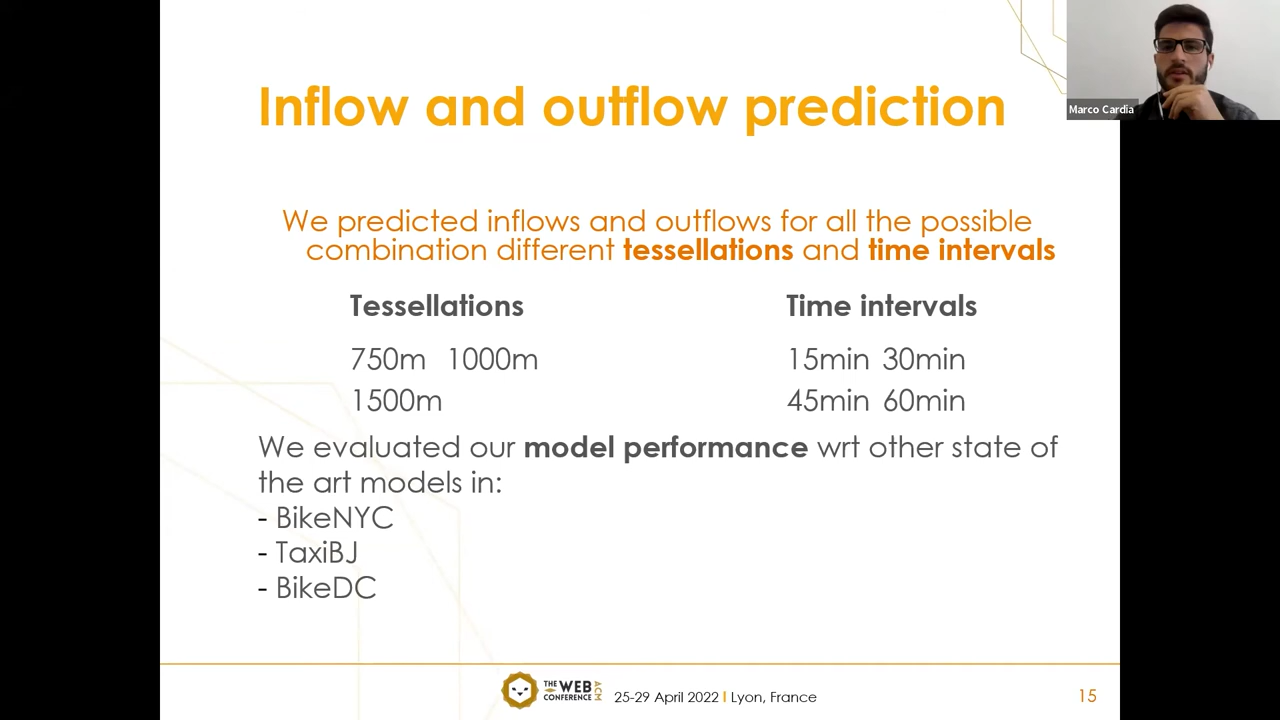 Inflow and outflow prediction
Marco Cardia
We predicted inflows and outflows for all the possible
combination different tessellations and time intervals
Tessellations
750m 1000m
1500m
Time intervals
15min 30min
45min 60min
We evaluated our model performance wrt other state of
the art models in:
- BikeNYC
- TaxiBJ
- BikeDC
THE WEB CONFERENCE ACM
25-29 April 2022 I Lyon, France
15